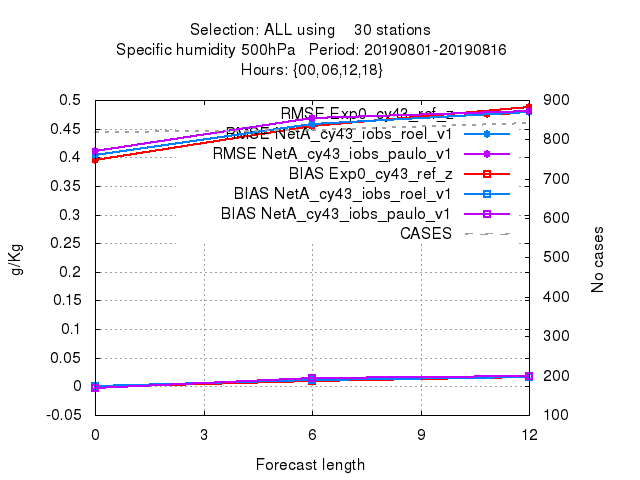 Selection: ALL using 30 stations
Specific humidity 500hPa Period: 20190801-20190816
Hours: {00,06,12,18}
0.5
0.45
0.4
0.35
0.3
0.25
0.2
0.15
0.1
0.05
0
-0.05
g/Kg
RMSE Exp0_cy43_ref_z
RMSE NetA_cy43_iobs_roel_v1
RMSE NetA_cy43_iobs_paulo_v1
BIAS Exp0_cy43_ref_z
BIAS NetA_cy43_iobs_roel_v1
BIAS NetA_cy43_iobs_paulo_v1
CASES
900
800
700
600
500
400
300
200
100
No cases
0 3 6 9 12
Forecast length